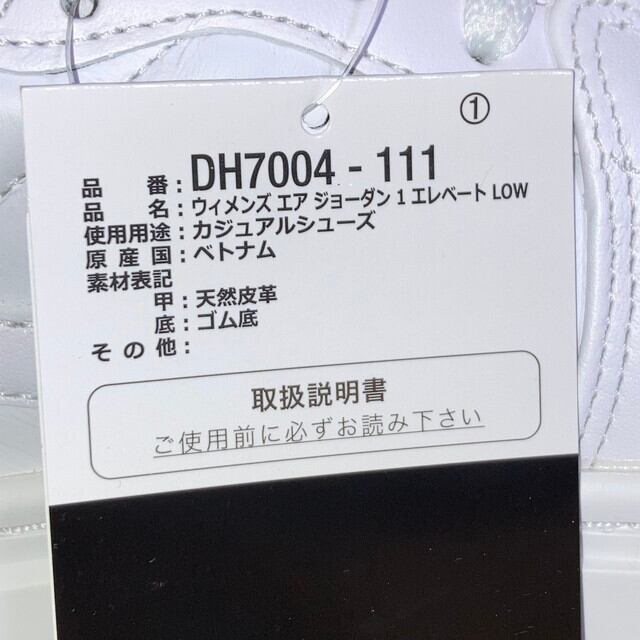 ①
品番:DH7004-111
品名:ウィメンズ エア ジョーダン 1 エレベート LOW
使用用途:カジュアルシューズ
原産国:ベトナム
素材表記
甲:天然皮革
底:ゴム底
その他:
取扱説明書
ご使用前に必ずお読み下さい